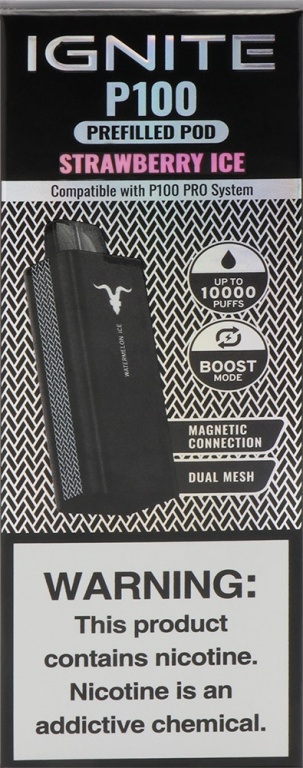 IGNITE
P100
PREFILLED POD
STRAWBERRY ICE
Compatible with P100 PRO System
UP TO
10000
PUFFS
BOOST
MODE
WATERMELON ICE
MAGNETIC
CONNECTION
DUAL MESH
WARNING:
This product
contains nicotine.
Nicotine is an
addictive chemical.